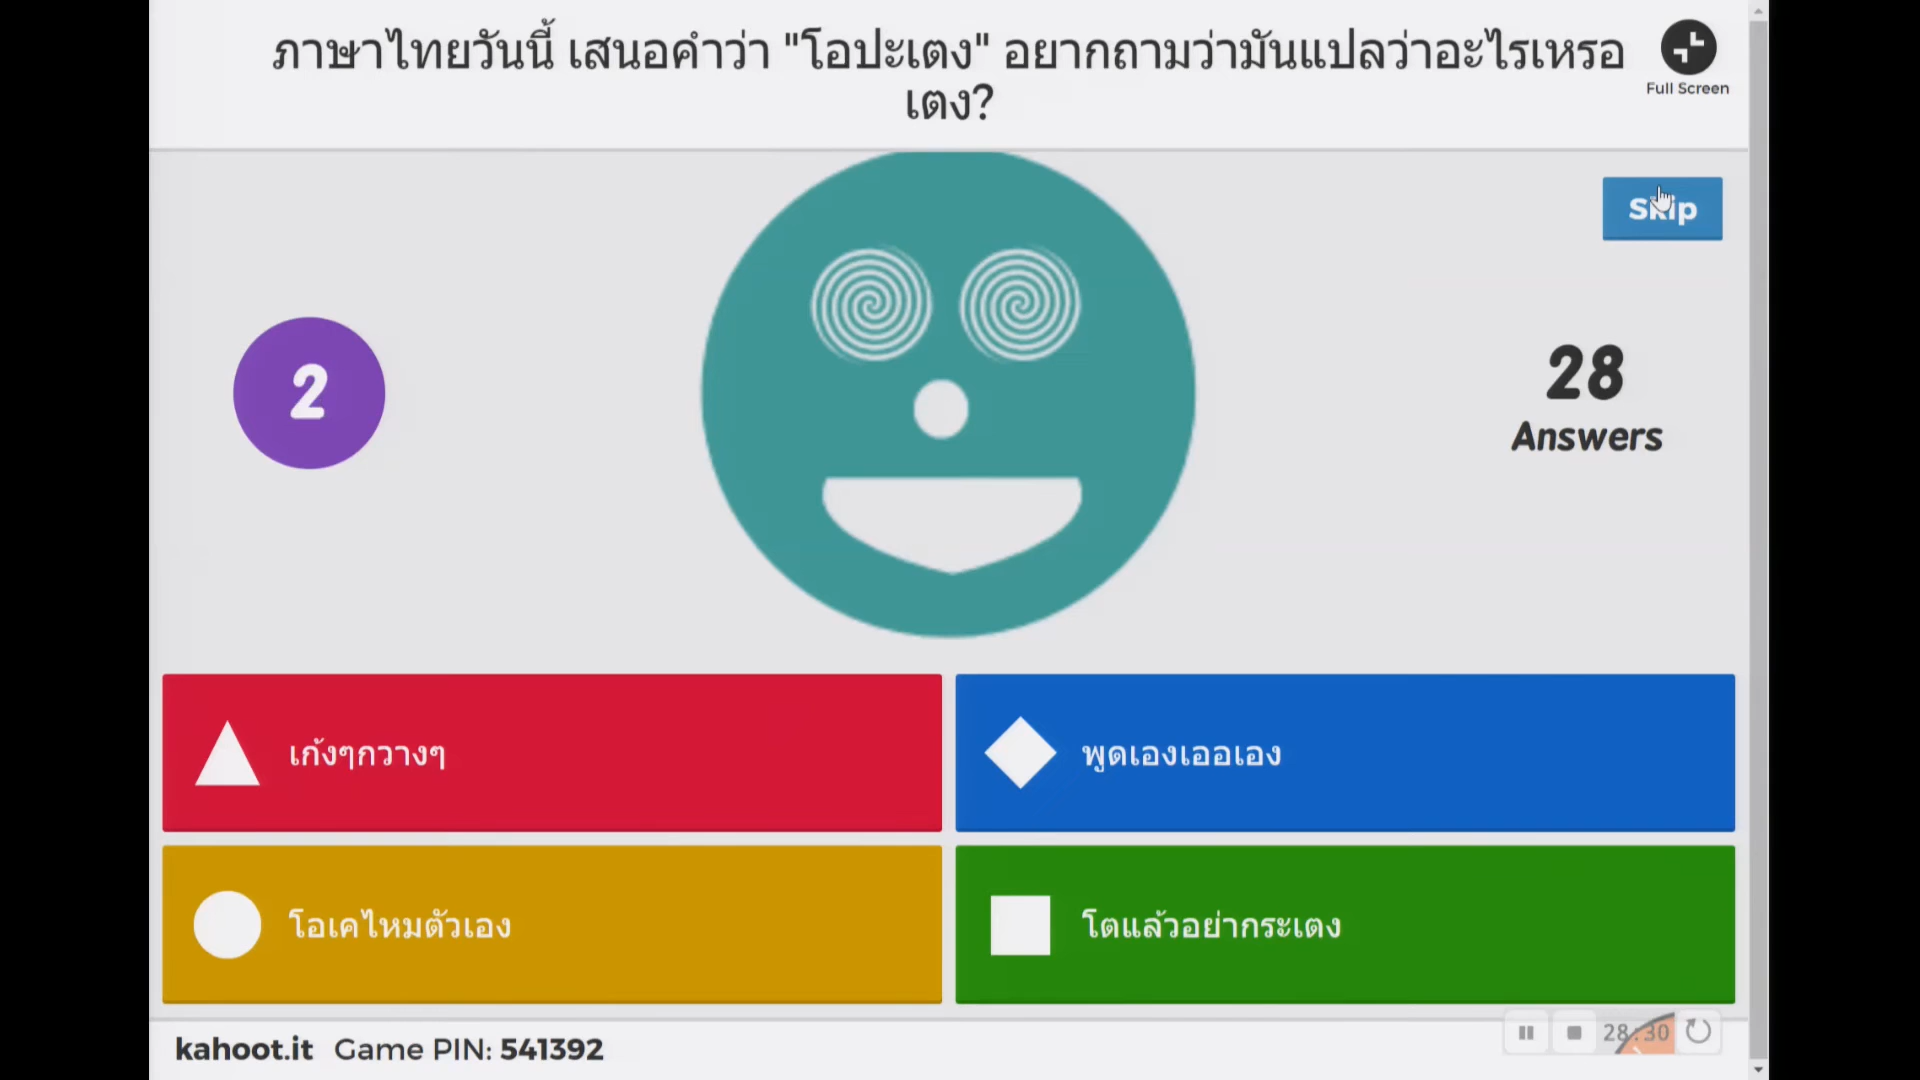 ภาษาไทยวันนี้ เสนอคำว่า "โอปะเตง" อยากถามว่ามันแปลว่าอะไรเหรอ
เตง?
Full Screen
Skip
2
28
Answers
เก้งๆกวางๆ
พูดเองเออเอง
โอเคไหมตัวเอง
โตแล้วอย่ากระเตง
kahoot.it Game PIN: 541392
28:30